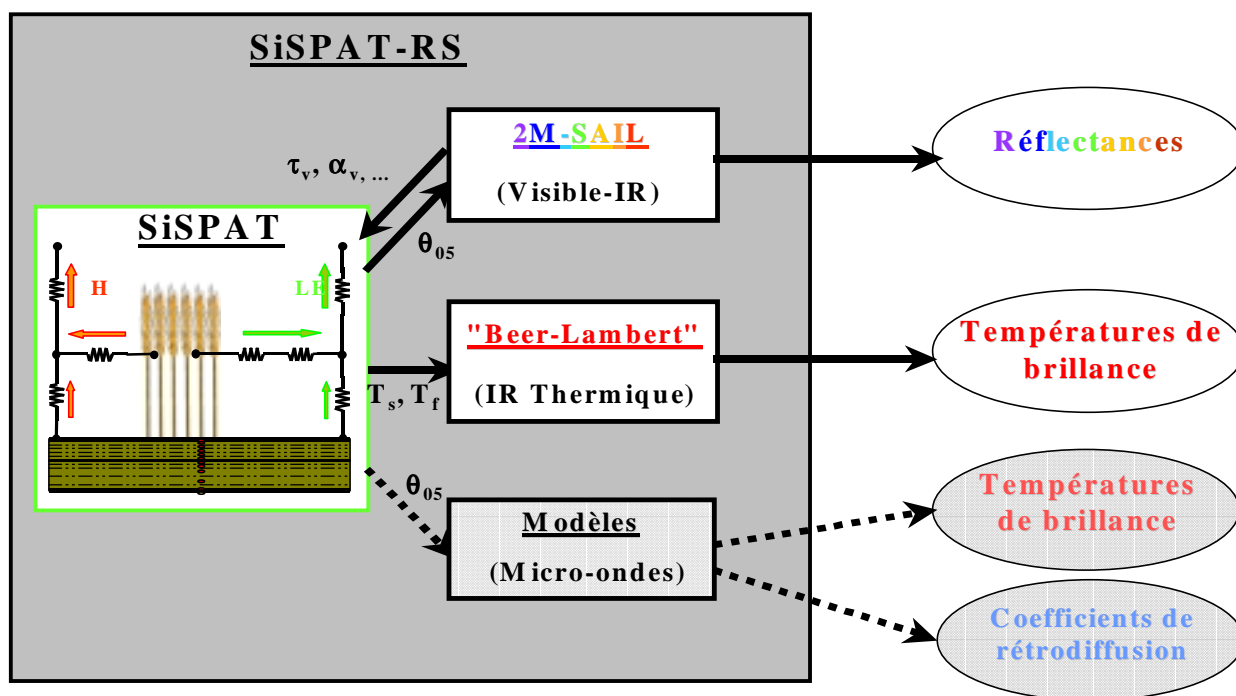 SiSPAT-RS
2M-SAIL
(Visible-IR)
Réflectances
τv, αv, ...
θ05
SiSPAT
H
LE
"Beer-Lambert"
(IR Thermique)
Ts, Tf
Températures de
brillance
θ05
Modèles
(Micro-ondes)
Températures
de brillance
Coefficients de
rétrodiffusion